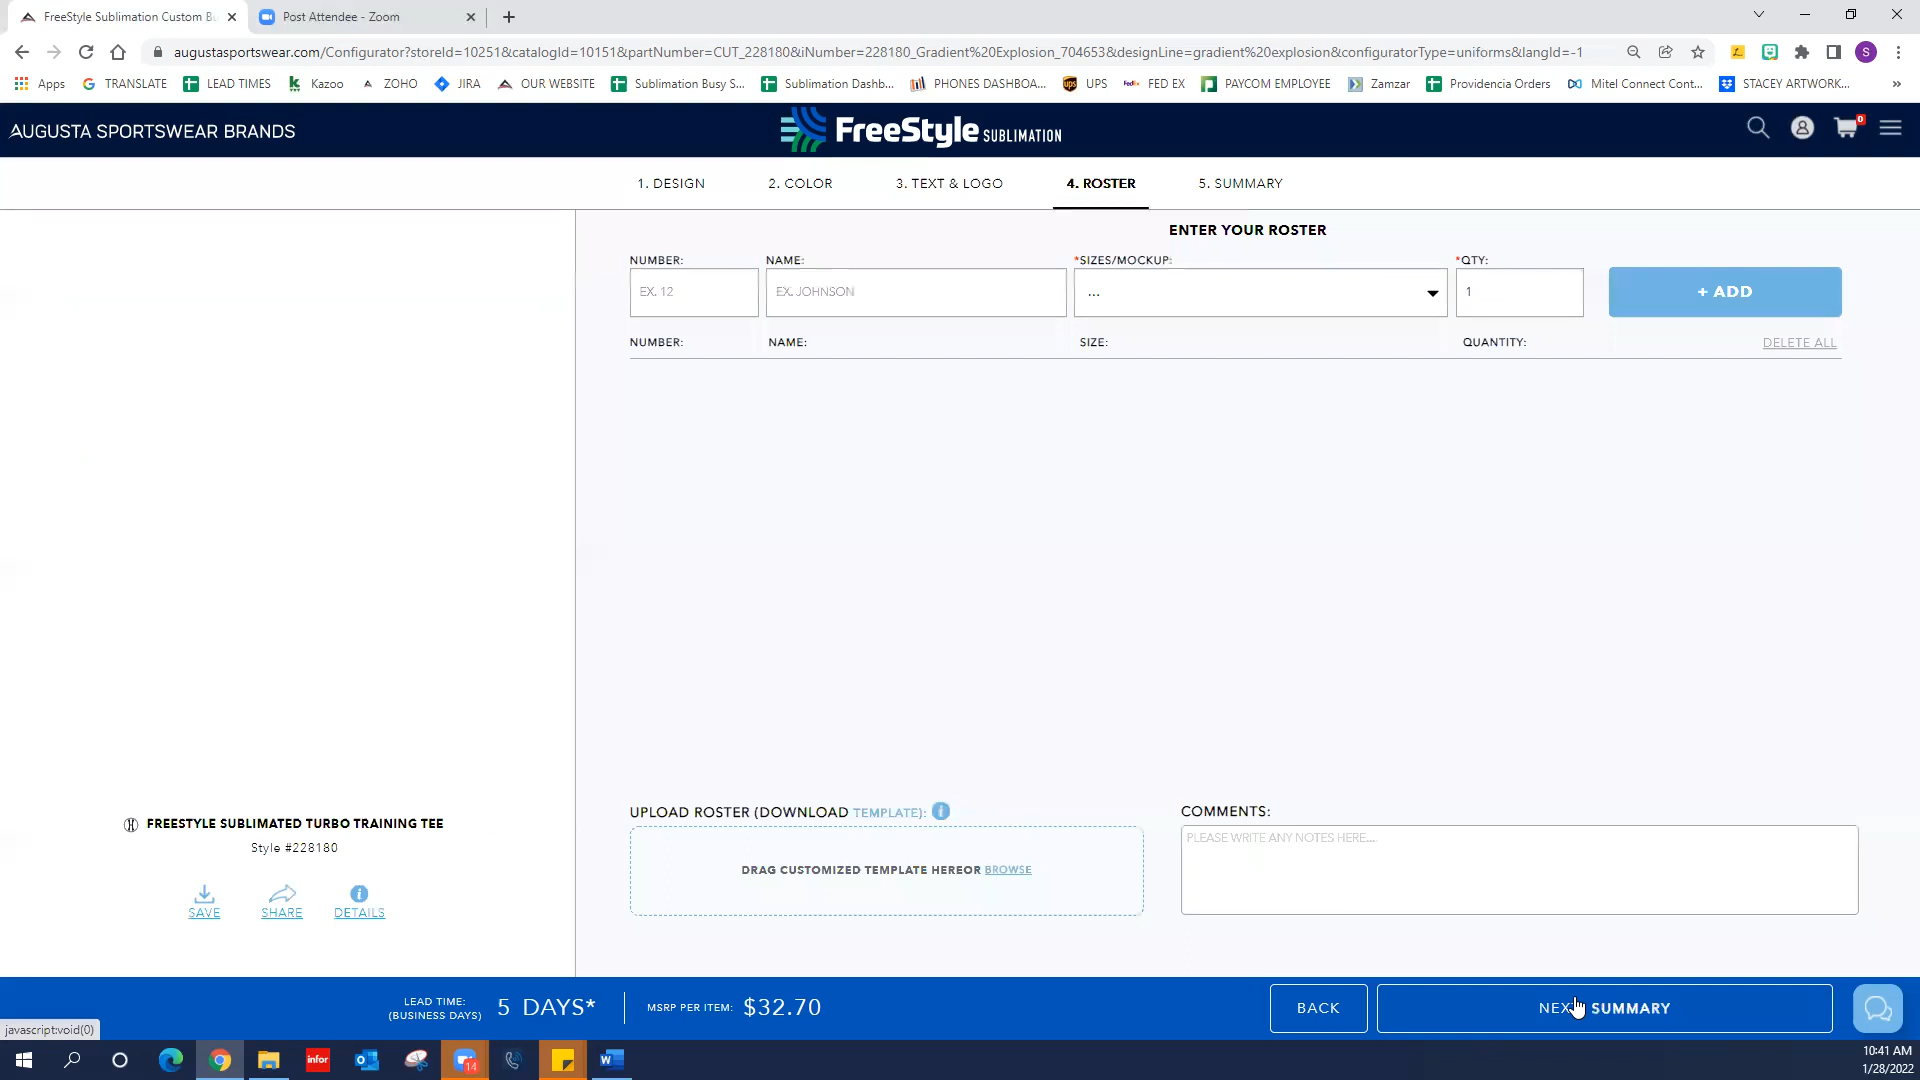 FreeStyle Sublimation Custom Bu
Post Attendee - Zoom
augustasportswear.com/Configurator?storeId=10251&catalogId=10151&partNumber=CUT_228180&iNumber=228180_Gradient%20Explosion_704653&designLine=gradient%20explosion&configuratorType=uniforms&langId=-1
S
Apps
TRANSLATE
LEAD TIMES
Kazoo
ZOHO
JIRA
OUR WEBSITE
Sublimation Busy S...
Sublimation Dashb...
PHONES DASHBOA...
UPS
FED EX
PAYCOM EMPLOYEE
Zamzar
Providencia Orders
Mitel Connect Cont...
STACEY ARTWORK...
»
AUGUSTA SPORTSWEAR BRANDS
FreeStyle SUBLIMATION
0
1. DESIGN
2. COLOR
3. TEXT & LOGO
4. ROSTER
5. SUMMARY
ENTER YOUR ROSTER
NUMBER:
NAME:
*SIZES/MOCKUP:
*QTY:
EX. 12
EX. JOHNSON
...
1
+ ADD
NUMBER:
NAME:
SIZE:
QUANTITY:
DELETE ALL
UPLOAD ROSTER (DOWNLOAD TEMPLATE):
COMMENTS:
PLEASE WRITE ANY NOTES HERE....
DRAG CUSTOMIZED TEMPLATE HEREOR BROWSE
FREESTYLE SUBLIMATED TURBO TRAINING TEE
Style #228180
SAVE
SHARE
DETAILS
LEAD TIME:
(BUSINESS DAYS)
5 DAYS*
MSRP PER ITEM: $32.70
BACK
SUMMARY
javascript:void(0)
infor
14
10:41 AM
1/28/2022